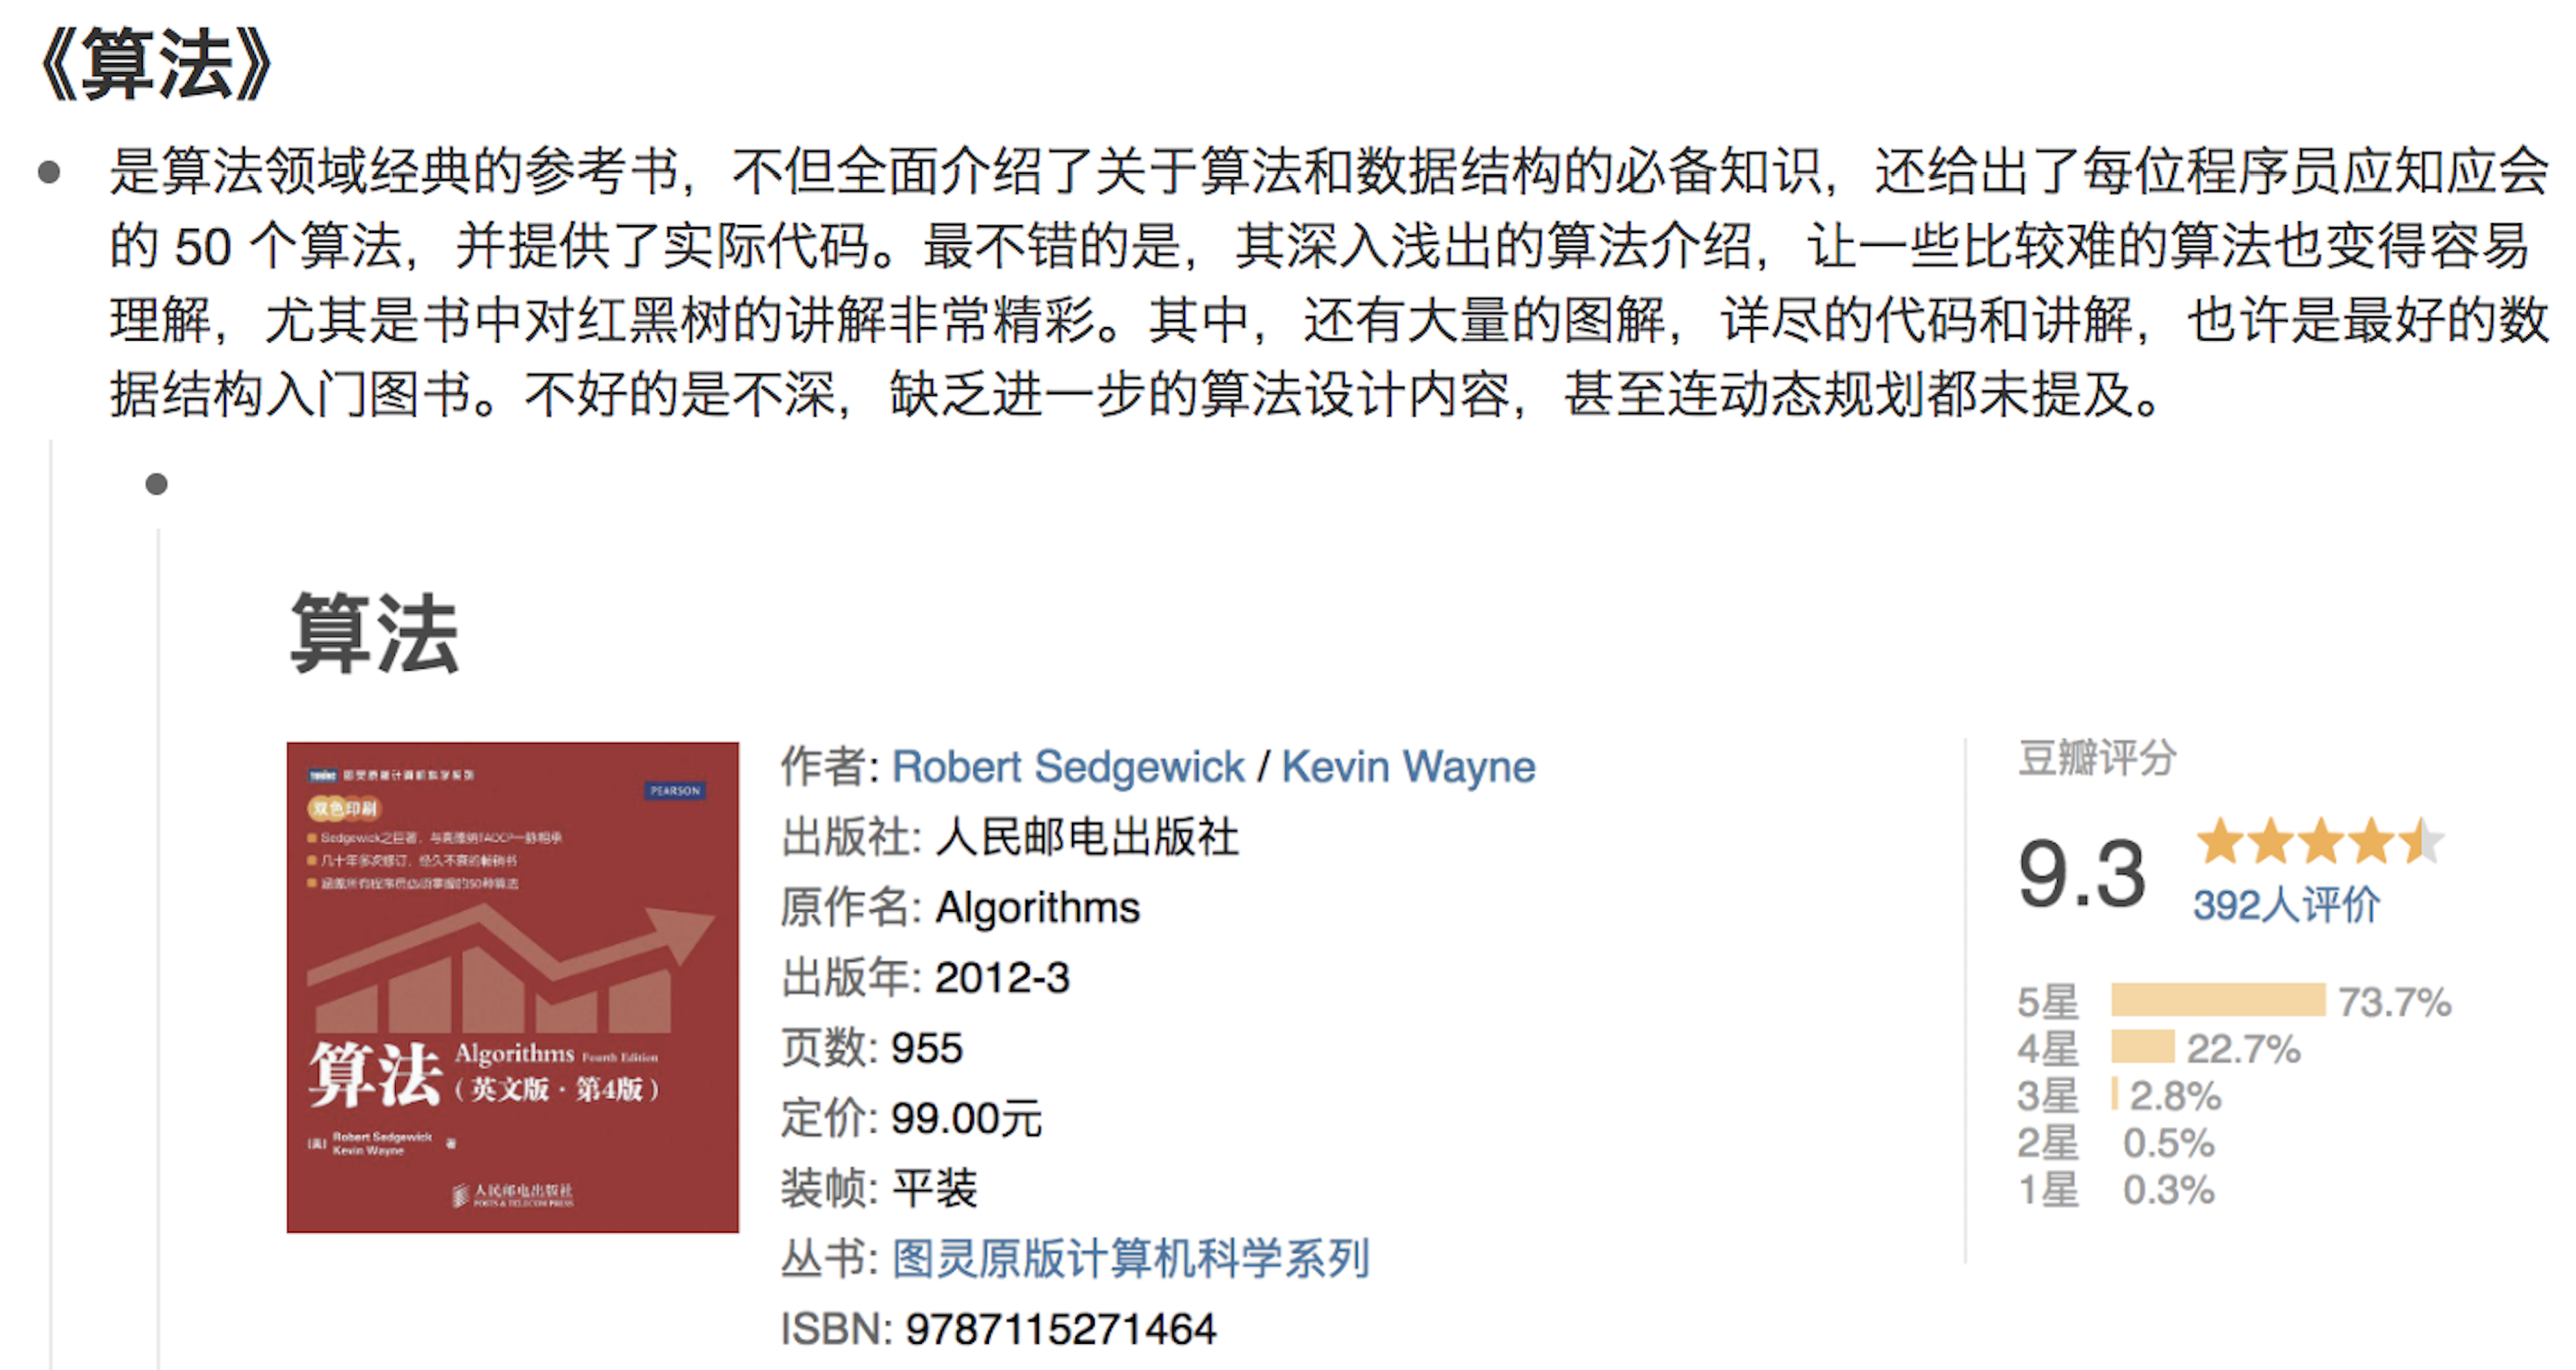 《算法》
是算法领域经典的参考书，不但全面介绍了关于算法和数据结构的必备知识，还给出了每位程序员应知应会
的 50 个算法，并提供了实际代码。最不错的是，其深入浅出的算法介绍，让一些比较难的算法也变得容易
理解，尤其是书中对红黑树的讲解非常精彩。其中，还有大量的图解，详尽的代码和讲解，也许是最好的数
据结构入门图书。不好的是不深，缺乏进一步的算法设计内容，甚至连动态规划都未提及。
算法
图灵原版计算机科学系列
PEARSON
双色印刷
Sedgewick之巨著，与高德纳TAOCP一脉相承
几十年多次修订，经久不衰的畅销书
涵盖所有程序员必须掌握的50种算法
算法 Algorithms Fourth Edition
（英文版·第4版）
[美] Robert Sedgewick
Kevin Wayne 著
人民邮电出版社
POSTS & TELECOM PRESS
作者: Robert Sedgewick / Kevin Wayne
出版社: 人民邮电出版社
原作名: Algorithms
出版年: 2012-3
页数: 955
定价: 99.00元
装帧: 平装
丛书: 图灵原版计算机科学系列
ISBN: 9787115271464
豆瓣评分
9.3
392人评价
5星 73.7%
4星 22.7%
3星 2.8%
2星 0.5%
1星 0.3%